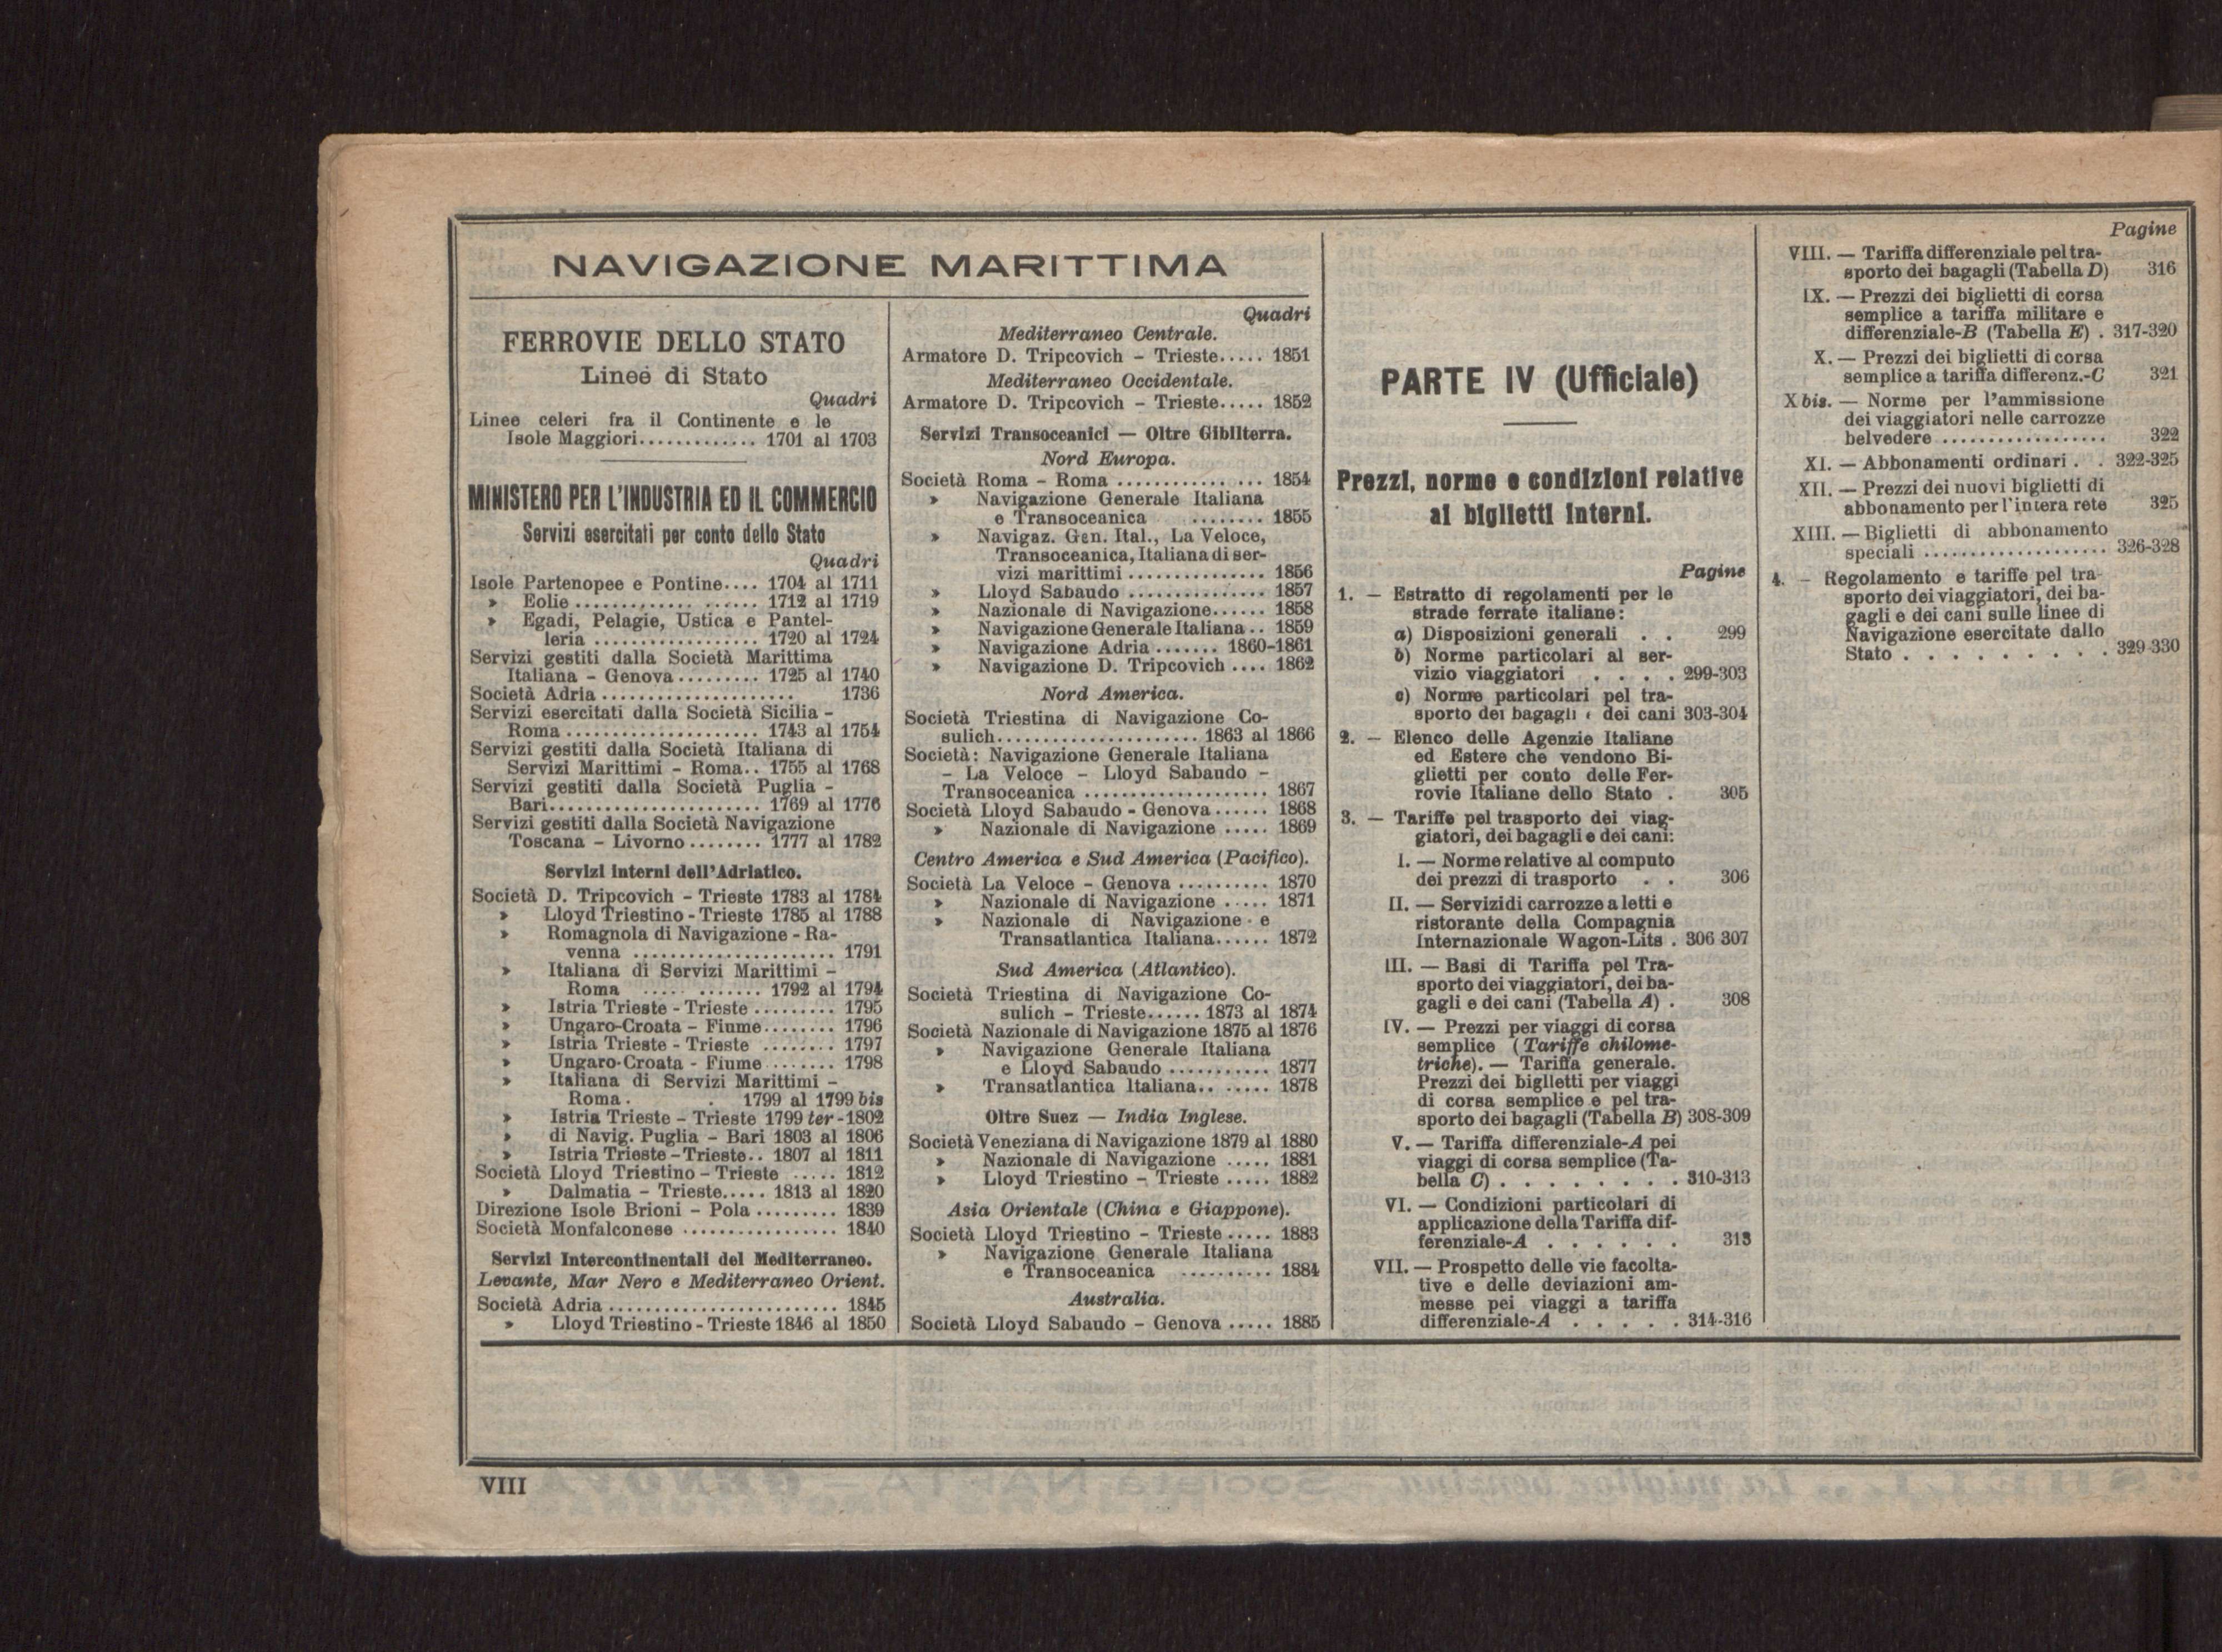 NAVIGAZIONE MARITTIMA
FERROVIE DELLO STATO
Linee di Stato
Quadri
Linee celeri fra il Continente e le
Isole Maggiori............. 1701 al 1703
MINISTERO PER L'INDUSTRIA ED IL COMMERCIO
Servizi esercitati per conto dello Stato
Quadri
Isole Partenopee e Pontine.... 1704 al 1711
» Eolie .................... 1712 al 1719
» Egadi, Pelagie, Ustica e Pantel-
leria .................. 1720 al 1724
Servizi gestiti dalla Società Marittima
Italiana - Genova ......... 1725 al 1740
Società Adria ..................... 1736
Servizi esercitati dalla Società Sicilia -
Roma ..................... 1743 al 1754
Servizi gestiti dalla Società Italiana di
Servizi Marittimi - Roma.. 1755 al 1768
Servizi gestiti dalla Società Puglia -
Bari....................... 1769 al 1776
Servizi gestiti dalla Società Navigazione
Toscana - Livorno ........ 1777 al 1782
Servizi interni dell'Adriatico.
Società D. Tripcovich - Trieste 1783 al 1784
» Lloyd Triestino - Trieste 1785 al 1788
» Romagnola di Navigazione - Ra-
venna ...................... 1791
» Italiana di Servizi Marittimi -
Roma ..... ....... 1792 al 1794
» Istria Trieste - Trieste ......... 1795
» Ungaro-Croata - Fiume........ 1796
» Istria Trieste - Trieste ........ 1797
» Ungaro-Croata - Fiume ........ 1798
» Italiana di Servizi Marittimi -
Roma . . 1799 al 1799 bis
» Istria Trieste - Trieste 1799 ter - 1802
» di Navig. Puglia - Bari 1803 al 1806
» Istria Trieste - Trieste.. 1807 al 1811
Società Lloyd Triestino - Trieste ..... 1812
» Dalmatia - Trieste..... 1813 al 1820
Direzione Isole Brioni - Pola ......... 1839
Società Monfalconese ................. 1840
Servizi Intercontinentali del Mediterraneo.
Levante, Mar Nero e Mediterraneo Orient.
Società Adria ......................... 1845
» Lloyd Triestino - Trieste 1846 al 1850
Quadri
Mediterraneo Centrale.
Armatore D. Tripcovich - Trieste..... 1851
Mediterraneo Occidentale.
Armatore D. Tripcovich - Trieste..... 1852
Servizi Transoceanici — Oltre Gibilterra.
Nord Europa.
Società Roma - Roma ............ ... 1854
» Navigazione Generale Italiana
e Transoceanica ........ 1855
» Navigaz. Gen. Ital., La Veloce,
Transoceanica, Italiana di ser-
vizi marittimi ............... 1856
» Lloyd Sabaudo ............... 1857
» Nazionale di Navigazione...... 1858
» Navigazione Generale Italiana .. 1859
» Navigazione Adria ....... 1860-1861
» Navigazione D. Tripcovich .... 1862
Nord America.
Società Triestina di Navigazione Co-
sulich...................... 1863 al 1866
Società: Navigazione Generale Italiana
- La Veloce - Lloyd Sabaudo -
Transoceanica .................... 1867
Società Lloyd Sabaudo - Genova ...... 1868
» Nazionale di Navigazione ..... 1869
Centro America e Sud America (Pacifico).
Società La Veloce - Genova .......... 1870
» Nazionale di Navigazione ..... 1871
» Nazionale di Navigazione e
Transatlantica Italiana...... 1872
Sud America (Atlantico).
Società Triestina di Navigazione Co-
sulich - Trieste...... 1873 al 1874
Società Nazionale di Navigazione 1875 al 1876
» Navigazione Generale Italiana
e Lloyd Sabaudo ........... 1877
» Transatlantica Italiana.. ..... 1878
Oltre Suez — India Inglese.
Società Veneziana di Navigazione 1879 al 1880
» Nazionale di Navigazione ..... 1881
» Lloyd Triestino - Trieste ..... 1882
Asia Orientale (China e Giappone).
Società Lloyd Triestino - Trieste ..... 1883
» Navigazione Generale Italiana
e Transoceanica .......... 1884
Australia.
Società Lloyd Sabaudo - Genova ..... 1885
PARTE IV (Ufficiale)
Prezzi, norme e condizioni relative
ai biglietti interni.
Pagine
1. — Estratto di regolamenti per le
strade ferrate italiane:
a) Disposizioni generali . . 299
b) Norme particolari al ser-
vizio viaggiatori . . . . 299-303
c) Norme particolari pel tra-
sporto dei bagagli e dei cani 303-304
2. — Elenco delle Agenzie Italiane
ed Estere che vendono Bi-
glietti per conto delle Fer-
rovie Italiane dello Stato . 305
3. — Tariffe pel trasporto dei viag-
giatori, dei bagagli e dei cani:
I. — Norme relative al computo
dei prezzi di trasporto . . 306
II. — Servizi di carrozze a letti e
ristorante della Compagnia
Internazionale Wagon-Lits . 306 307
III. — Basi di Tariffa pel Tra-
sporto dei viaggiatori, dei ba-
gagli e dei cani (Tabella A) . 308
IV. — Prezzi per viaggi di corsa
semplice (Tariffe chilome-
triche). — Tariffa generale.
Prezzi dei biglietti per viaggi
di corsa semplice e pel tra-
sporto dei bagagli (Tabella B) 308-309
V. — Tariffa differenziale-A pei
viaggi di corsa semplice (Ta-
bella C) . . . . . . . . . 310-313
VI. — Condizioni particolari di
applicazione della Tariffa dif-
ferenziale-A . . . . . . 313
VII. — Prospetto delle vie facolta-
tive e delle deviazioni am-
messe pei viaggi a tariffa
differenziale-A . . . . . 314-316
Pagine
VIII. — Tariffa differenziale pel tra-
sporto dei bagagli (Tabella D) 316
IX. — Prezzi dei biglietti di corsa
semplice a tariffa militare e
differenziale-B (Tabella E) . 317-320
X. — Prezzi dei biglietti di corsa
semplice a tariffa differenz.-C 321
X bis. — Norme per l'ammissione
dei viaggiatori nelle carrozze
belvedere .................. 322
XI. — Abbonamenti ordinari . . 322-325
XII. — Prezzi dei nuovi biglietti di
abbonamento per l'intera rete 325
XIII. — Biglietti di abbonamento
speciali .................... 326-328
4. — Regolamento e tariffe pel tra-
sporto dei viaggiatori, dei ba-
gagli e dei cani sulle linee di
Navigazione esercitate dallo
Stato . . . . . . . . . . 329-330
VIII